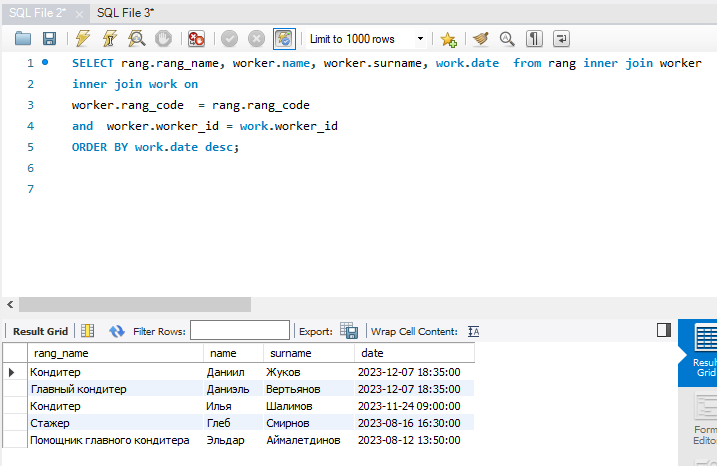 SQL File 2* SQL File 3*
Limit to 1000 rows
1 SELECT rang.rang_name, worker.name, worker.surname, work.date from rang inner join worker
2 inner join work on
3 worker.rang_code = rang.rang_code
4 and worker.worker_id = work.worker_id
5 ORDER BY work.date desc;
6
7
Result Grid Filter Rows: Export: Wrap Cell Content:
rang_name name surname date
Кондитер Даниил Жуков 2023-12-07 18:35:00
Главный кондитер Даниэль Вертьянов 2023-12-07 18:35:00
Кондитер Илья Шалимов 2023-11-24 09:00:00
Стажер Глеб Смирнов 2023-08-16 16:30:00
Помощник главного кондитера Эльдар Аймалетдинов 2023-08-12 13:50:00
Resul
Grid
Form
Edito